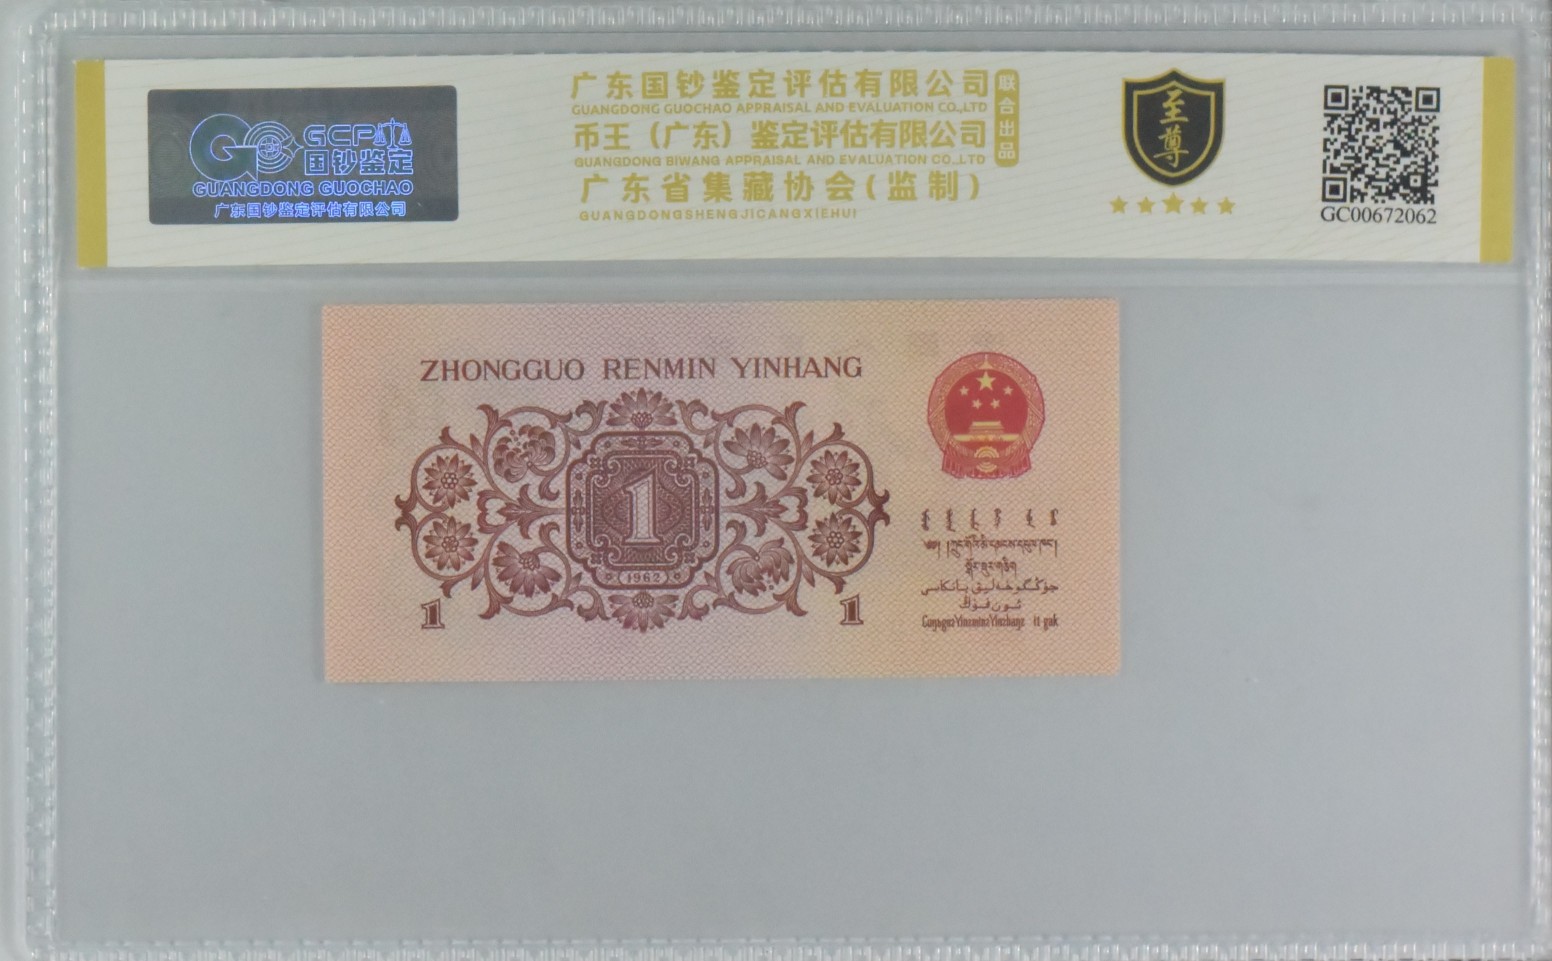 GCP
国钞鉴定
GUANGDONG GUOCHAO
广东国钞鉴定评估有限公司
广东国钞鉴定评估有限公司
GUANGDONG GUOCHAO APPRAISAL AND EVALUATION CO.,LTD
币王（广东）鉴定评估有限公司
GUANGDONG BIWANG APPRAISAL AND EVALUATION CO.,LTD
广东省集藏协会(监制)
GUANGDONGSHENGJICANGXIEHUI
联合出品
至尊
GC00672062
ZHONGGUO RENMIN YINHANG
1
1962
1
1